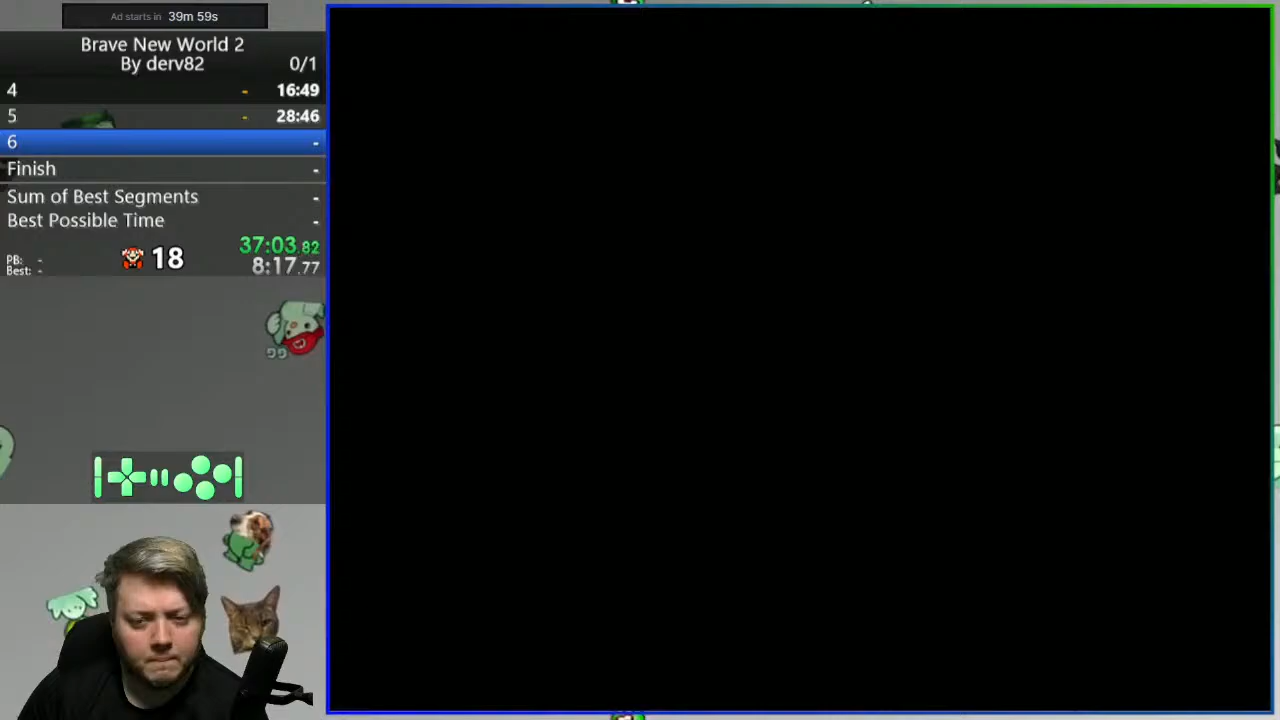 Ad starts in 39m 59s
Brave New World 2
By derv82 0/1
4 - 16:49
5 - 28:46
6 -
Finish -
Sum of Best Segments -
Best Possible Time -
PB: -
Best: -
18
37:03.82
8:17.77